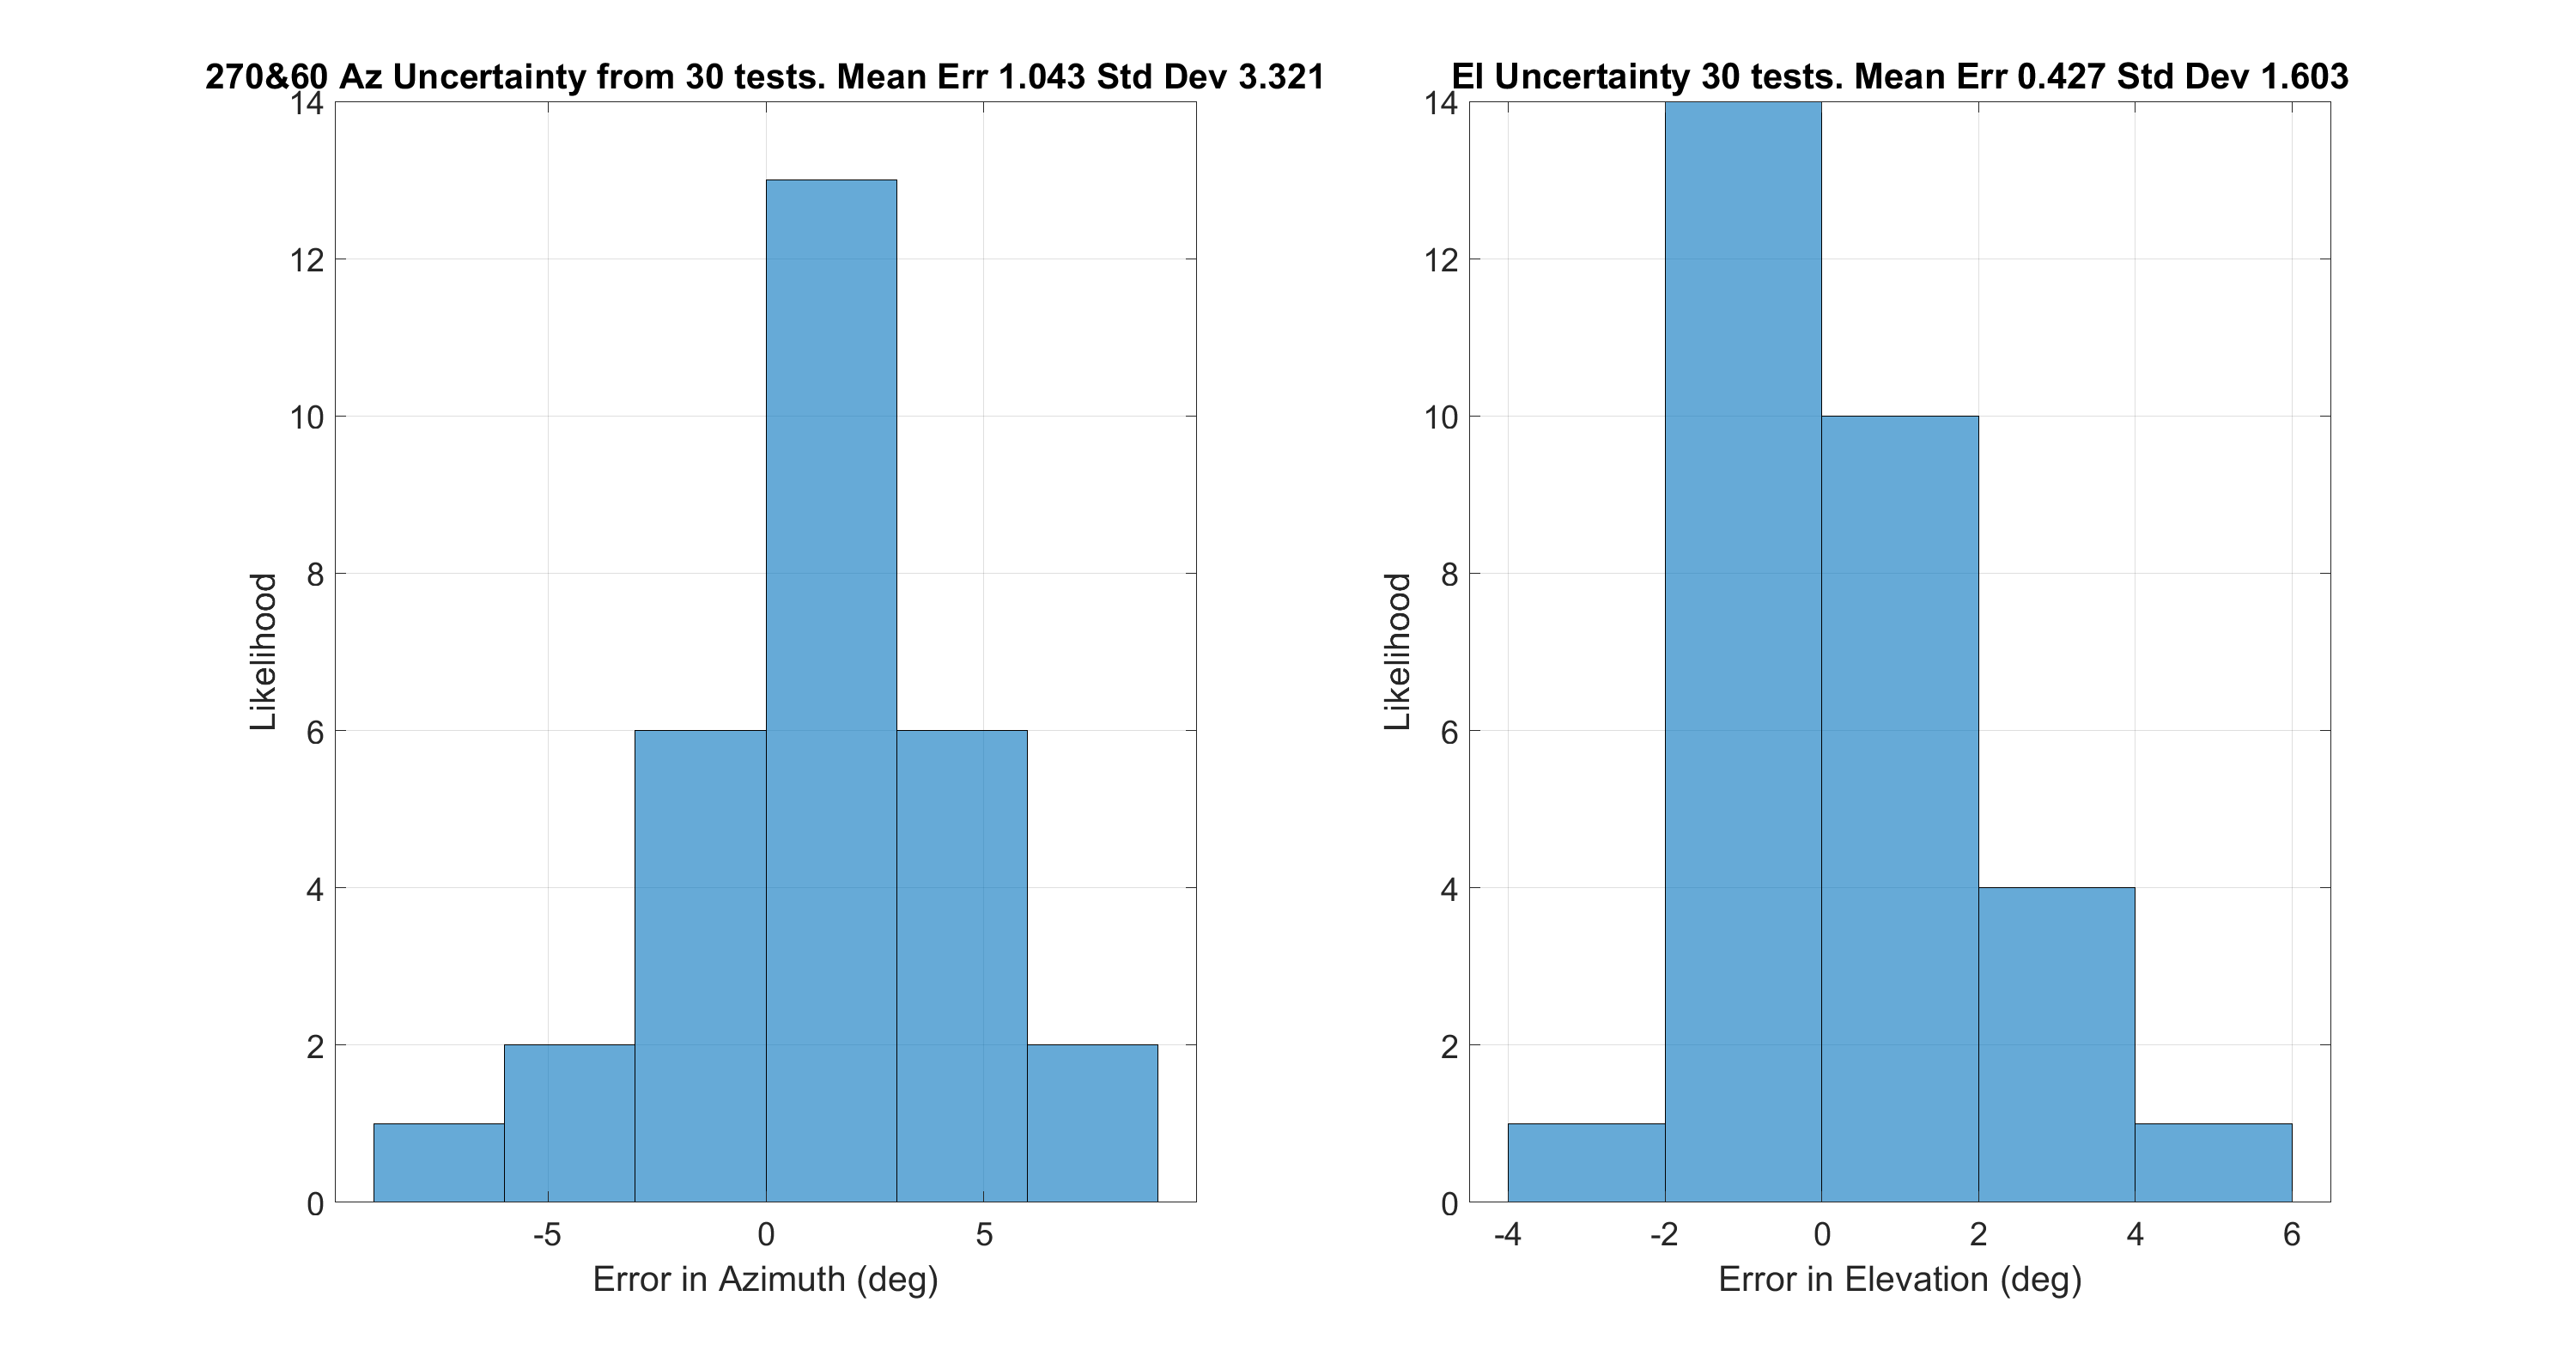 270&60 Az Uncertainty from 30 tests. Mean Err 1.043 Std Dev 3.321
14
12
10
8
6
4
2
0
Likelihood
-5 0 5
Error in Azimuth (deg)
El Uncertainty 30 tests. Mean Err 0.427 Std Dev 1.603
14
12
10
8
6
4
2
0
Likelihood
-4 -2 0 2 4 6
Error in Elevation (deg)